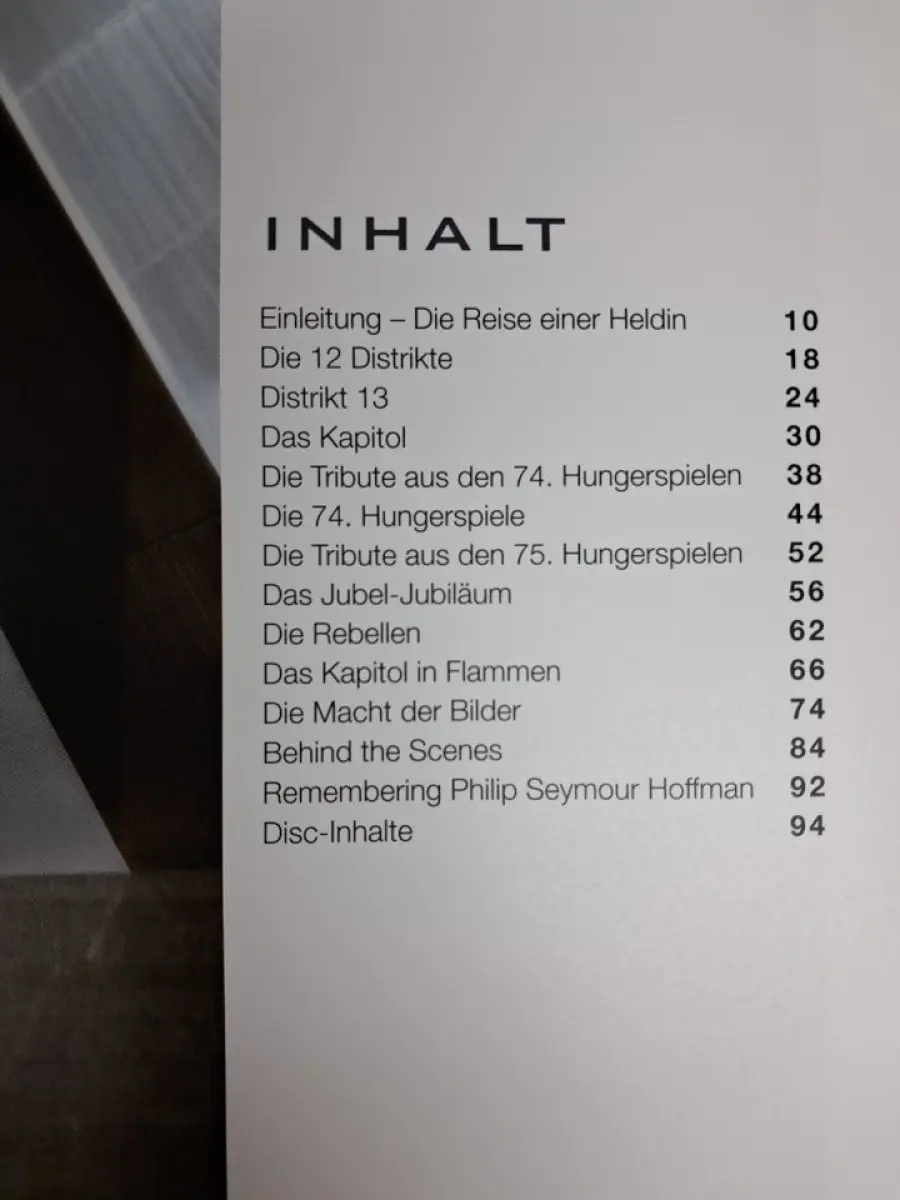 INHALT
Einleitung – Die Reise einer Heldin 10
Die 12 Distrikte 18
Distrikt 13 24
Das Kapitol 30
Die Tribute aus den 74. Hungerspielen 38
Die 74. Hungerspiele 44
Die Tribute aus den 75. Hungerspielen 52
Das Jubel-Jubiläum 56
Die Rebellen 62
Das Kapitol in Flammen 66
Die Macht der Bilder 74
Behind the Scenes 84
Remembering Philip Seymour Hoffman 92
Disc-Inhalte 94